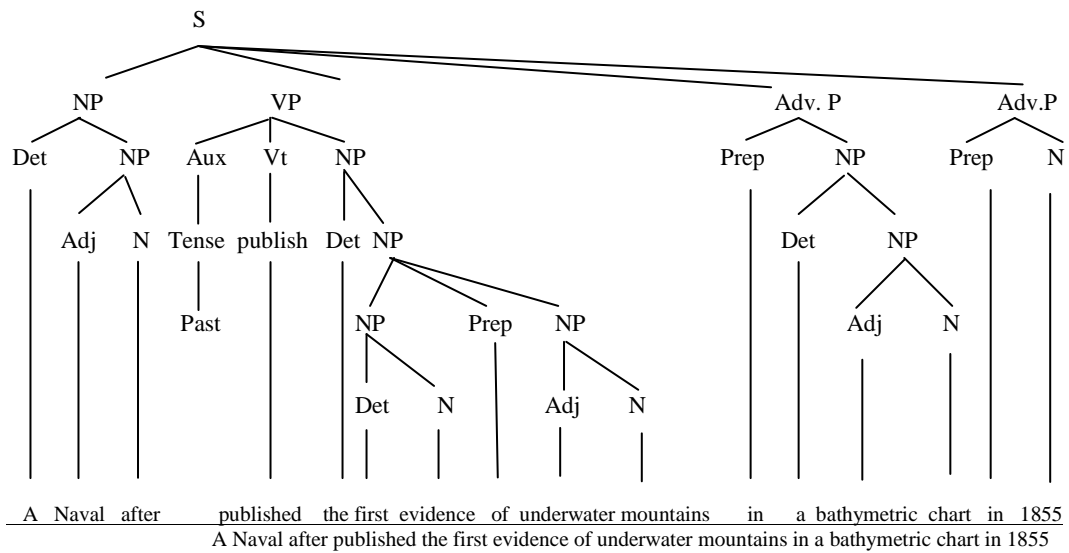 S
NP VP Adv. P Adv.P
Det NP Aux Vt NP Prep NP Prep N
Adj N Tense publish Det NP Det NP
Past NP Prep NP Adj N
Det N Adj N
A Naval after published the first evidence of underwater mountains in a bathymetric chart in 1855
A Naval after published the first evidence of underwater mountains in a bathymetric chart in 1855